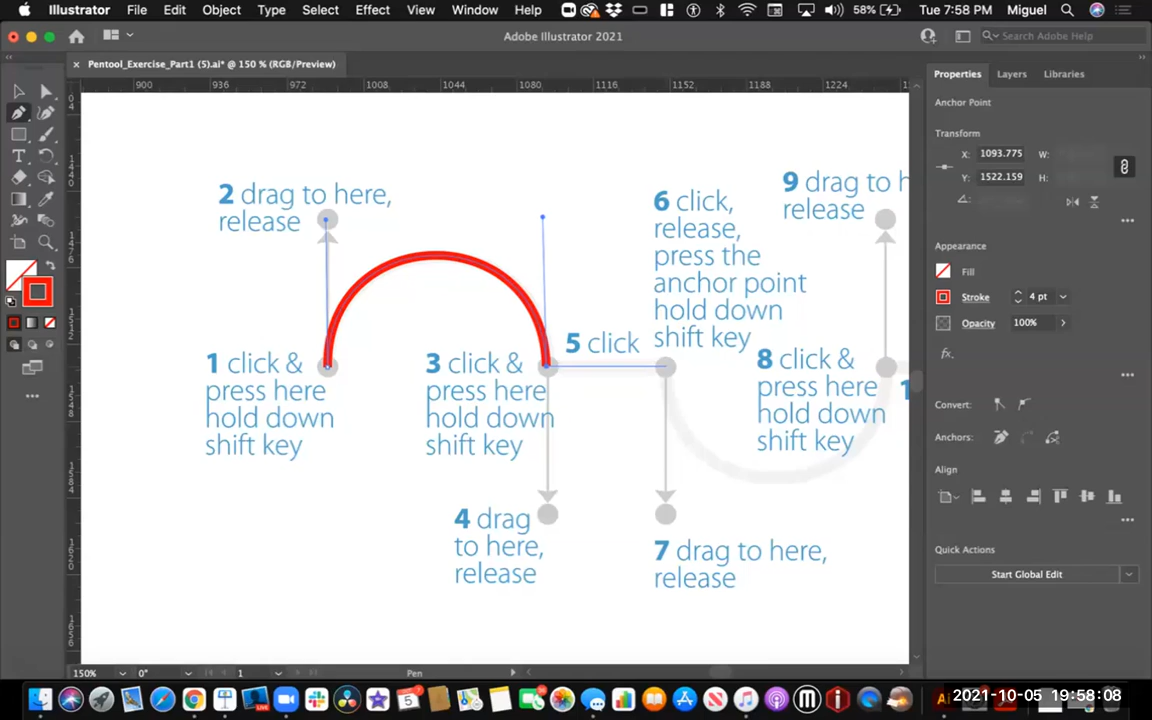 Illustrator File Edit Object Type Select Effect View Window Help 58% Tue 7:58 PM Miguel
Adobe Illustrator 2021
Search Adobe Help
Pentool_Exercise_Part1 (5).ai* @ 150 % (RGB/Preview)
900 936 972 1008 1044 1080 1116 1152 1188 1224
2 drag to here,
release
6 click,
release,
press the
anchor point
hold down
shift key
9 drag to h
release
1 click &
press here
hold down
shift key
3 click &
press here
hold down
shift key
5 click
8 click &
press here
hold down
shift key
1
4 drag
to here,
release
7 drag to here,
release
Properties Layers Libraries
Anchor Point
Transform
X: 1093.775 W:
Y: 1522.159 H:
Appearance
Fill
Stroke 4 pt
Opacity 100%
Convert:
Anchors:
Align
Quick Actions
Start Global Edit
150% 0° 1 Pen
2021-10-05 19:58:08